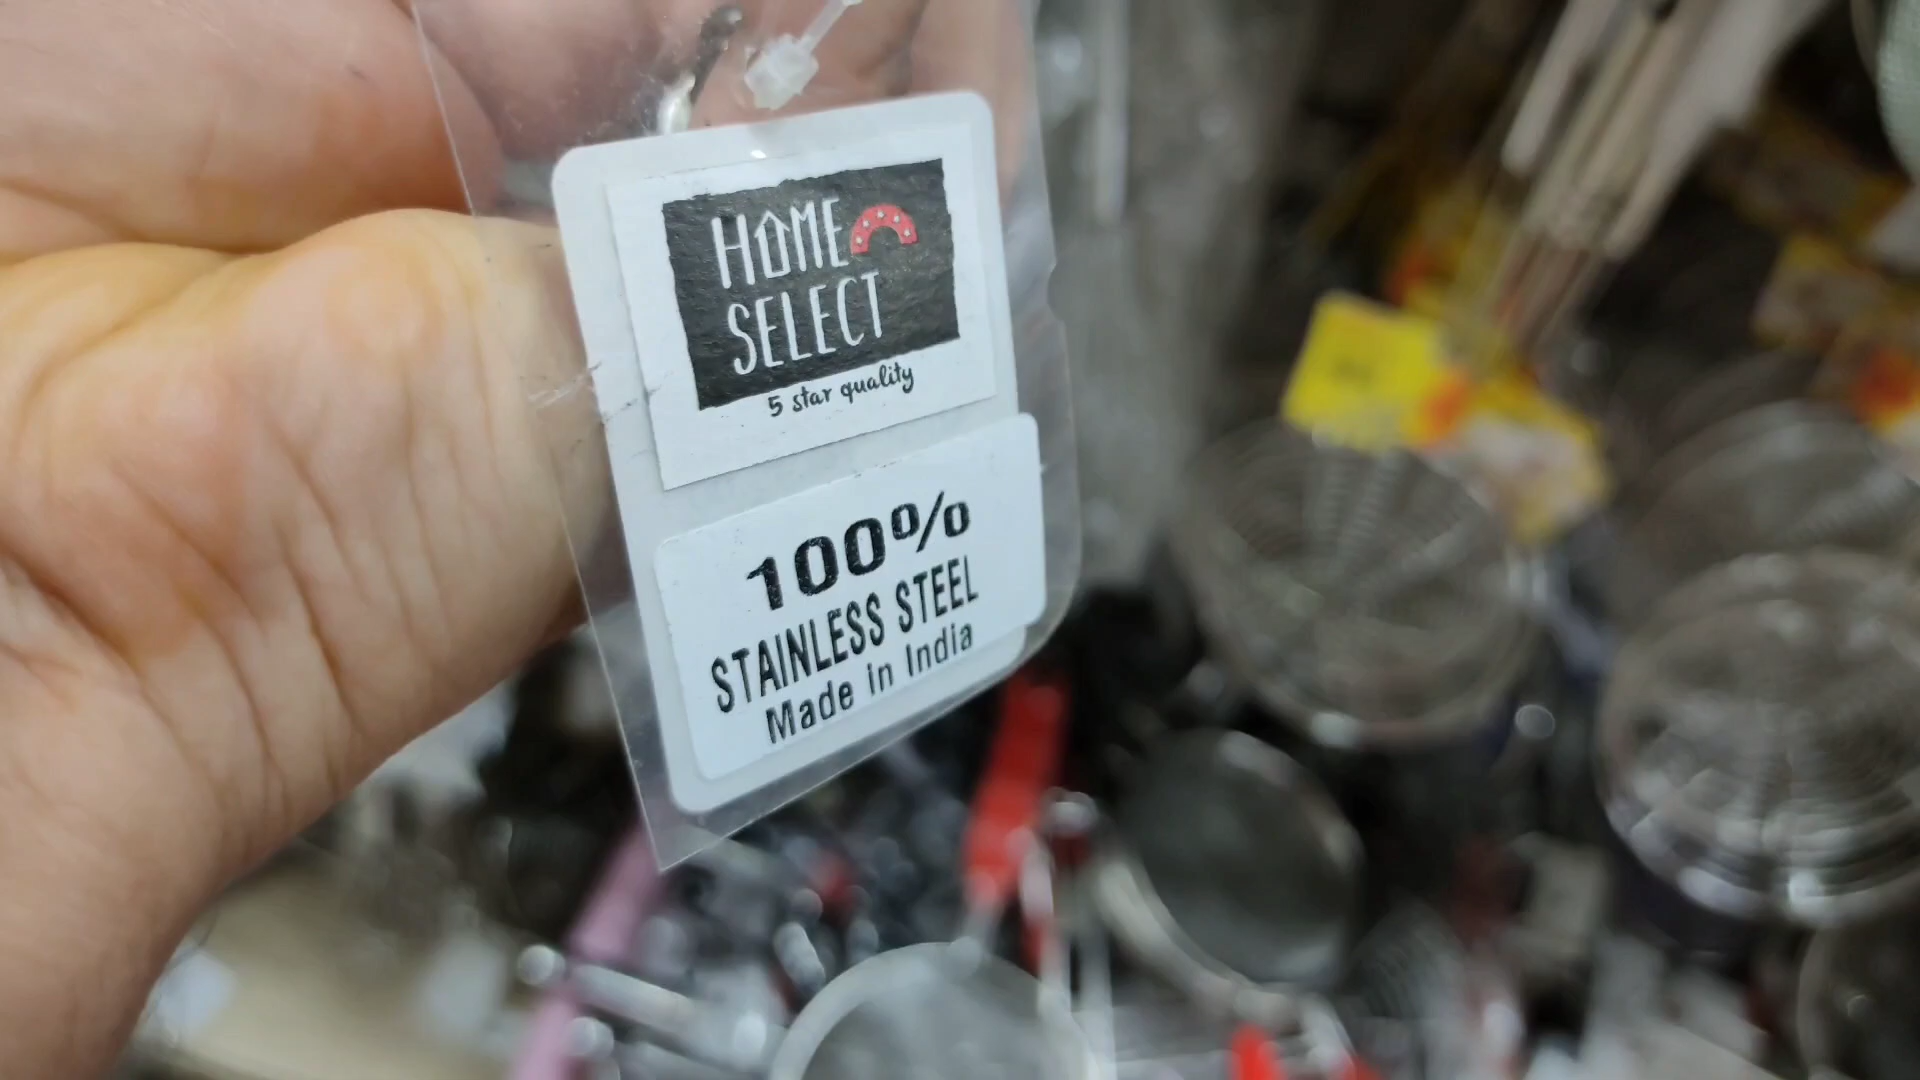 HOME
SELECT
5 star quality
100%
STAINLESS STEEL
Made in India